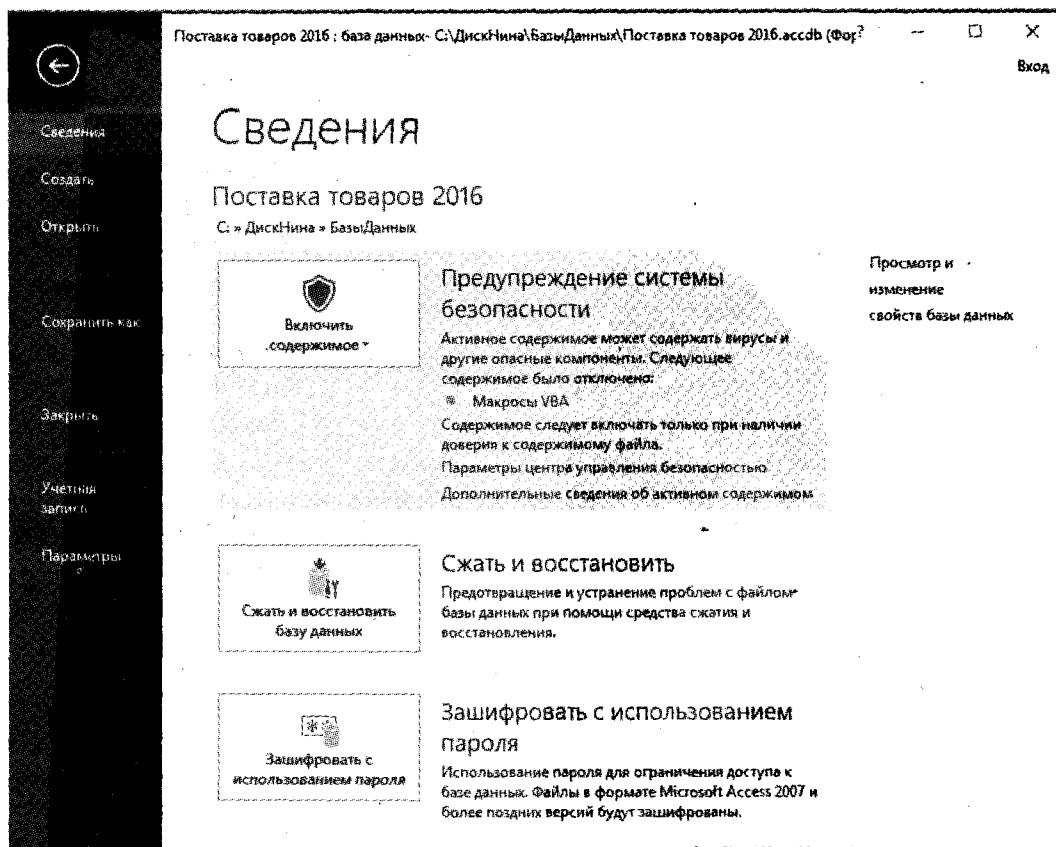 Поставка товаров 2016 : база данных- C:\ДискНина\БазыДанных\Поставка товаров 2016.accdb (Фор?
Вход
Сведения
Создать
Открыть
Сохранить как
Закрыть
Учетная
запись
Параметры
Сведения
Поставка товаров 2016
C: » ДискНина » БазыДанных
Включить
содержимое
Предупреждение системы
безопасности
Активное содержимое может содержать вирусы и
другие опасные компоненты. Следующее
содержимое было отключено:
Макросы VBA
Содержимое следует включать только при наличии
доверия к содержимому файла.
Параметры центра управления безопасностью
Дополнительные сведения об активном содержимом
Просмотр и
изменение
свойств базы данных
Сжать и восстановить
базу данных
Сжать и восстановить
Предотвращение и устранение проблем с файлом
базы данных при помощи средства сжатия и
восстановления.
Зашифровать с
использованием пароля
Зашифровать с использованием
пароля
Использование пароля для ограничения доступа к
базе данных. Файлы в формате Microsoft Access 2007 и
более поздних версий будут зашифрованы.